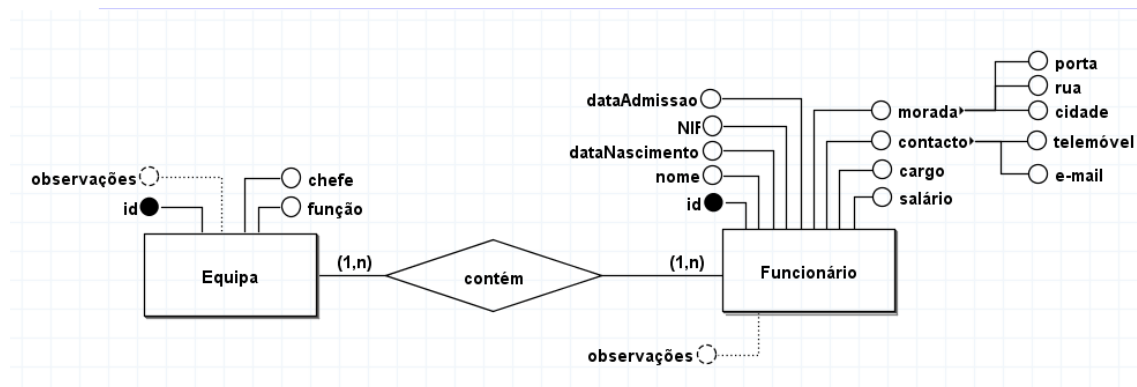 porta
rua
cidade
telemóvel
e-mail
dataAdmissao
NIF
dataNascimento
nome
id
morada
contacto
cargo
salário
observações
id
chefe
função
Equipa
(1,n)
contém
(1,n)
Funcionário
observações